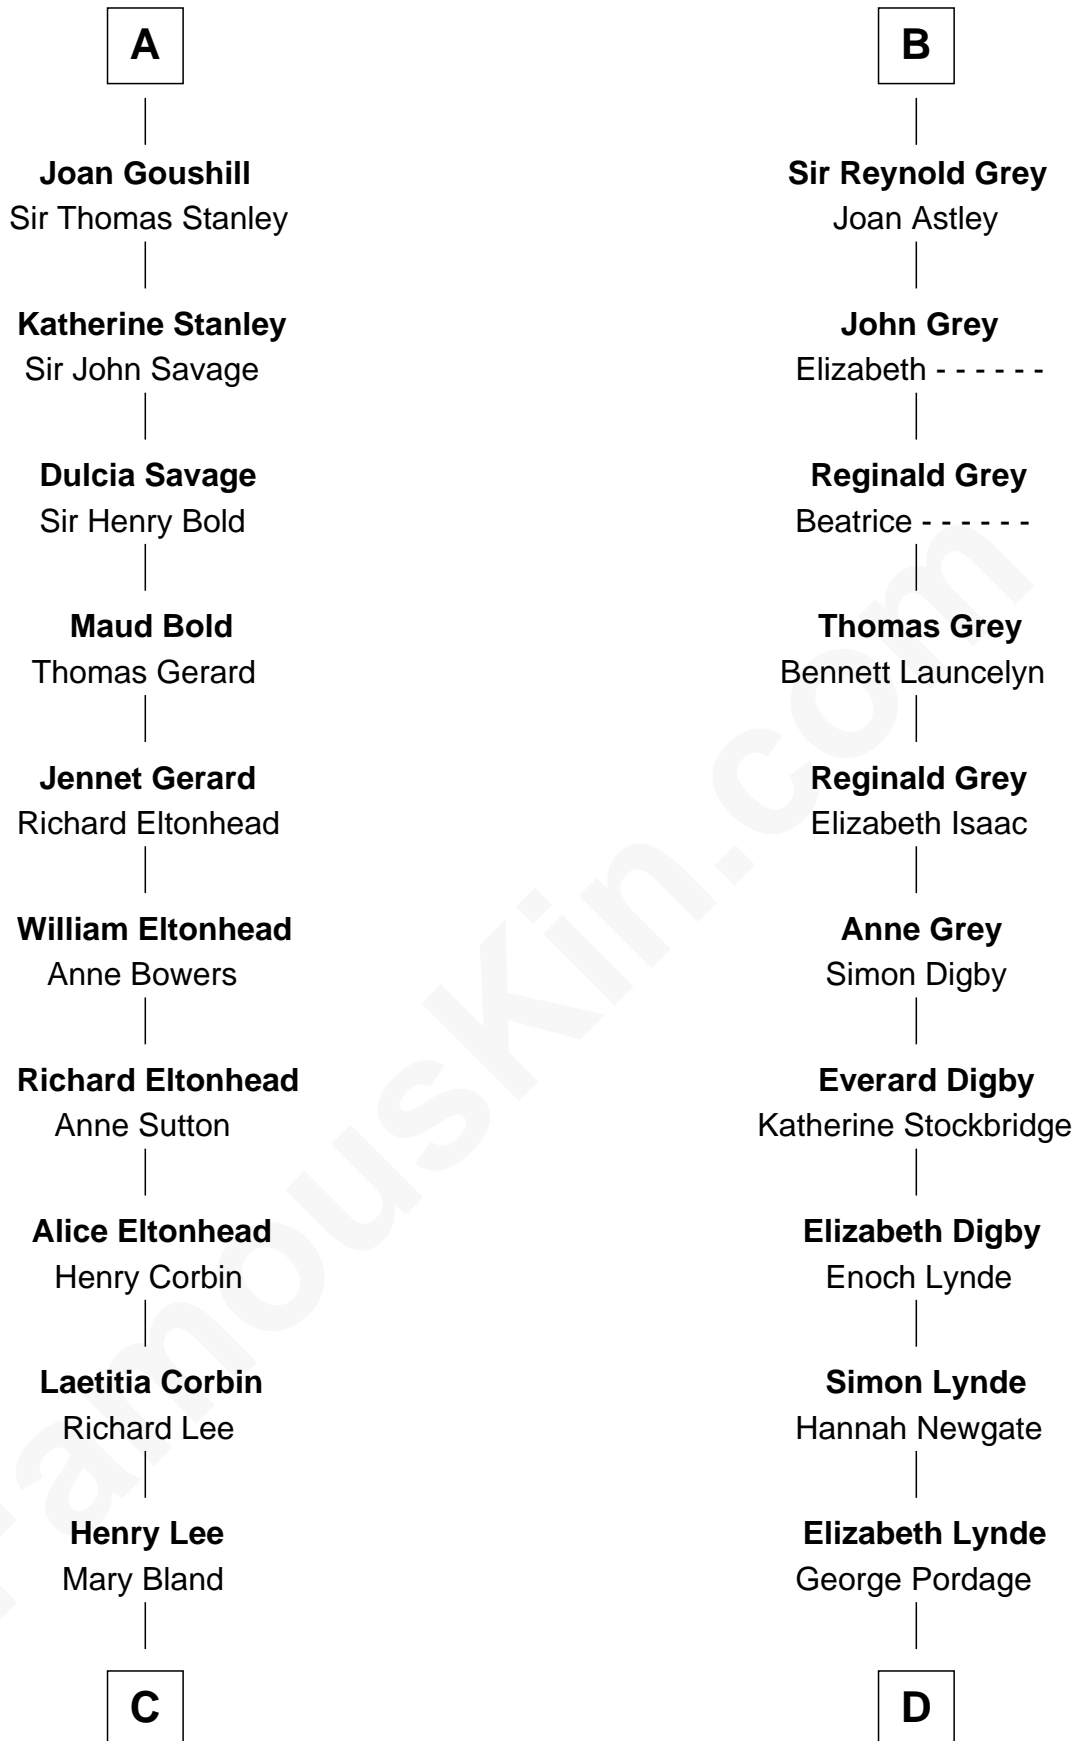 A
Joan Goushill
Sir Thomas Stanley
Katherine Stanley
Sir John Savage
Dulcia Savage
Sir Henry Bold
Maud Bold
Thomas Gerard
Jennet Gerard
Richard Eltonhead
William Eltonhead
Anne Bowers
Richard Eltonhead
Anne Sutton
Alice Eltonhead
Henry Corbin
Laetitia Corbin
Richard Lee
Henry Lee
Mary Bland
C
B
Sir Reynold Grey
Joan Astley
John Grey
Elizabeth - - - - - -
Reginald Grey
Beatrice - - - - - -
Thomas Grey
Bennett Launcelyn
Reginald Grey
Elizabeth Isaac
Anne Grey
Simon Digby
Everard Digby
Katherine Stockbridge
Elizabeth Digby
Enoch Lynde
Simon Lynde
Hannah Newgate
Elizabeth Lynde
George Pordage
D
FamousKin.com